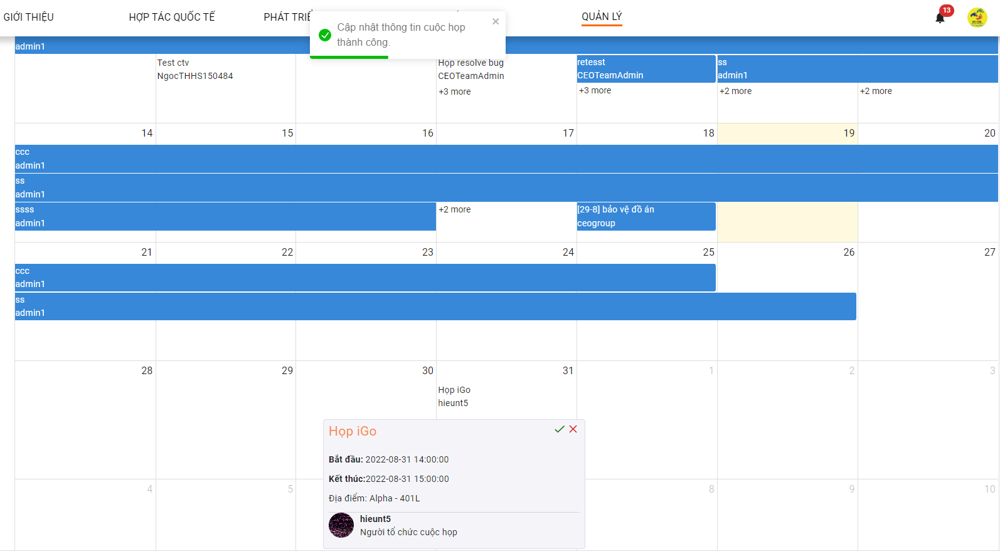 GIỚI THIỆU
HỢP TÁC QUỐC TẾ
PHÁT TRIỂ
QUẢN LÝ
13
Cập nhật thông tin cuộc họp
thành công.
admin1
Test ctv
NgocTHHS150484
Họp resolve bug
CEOTeamAdmin
+3 more
retesst
CEOTeamAdmin
+3 more
ss
admin1
+2 more
+2 more
14
15
16
17
18
19
20
ccc
admin1
ss
admin1
ssss
admin1
+2 more
[29-8] bảo vệ đồ án
ceogroup
21
22
23
24
25
26
27
ccc
admin1
ss
admin1
28
29
30
31
1
2
3
Họp iGo
hieunt5
Họp iGo
Bắt đầu: 2022-08-31 14:00:00
Kết thúc:2022-08-31 15:00:00
Địa điểm: Alpha - 401L
hieunt5
Người tổ chức cuộc họp
4
5
8
9
10